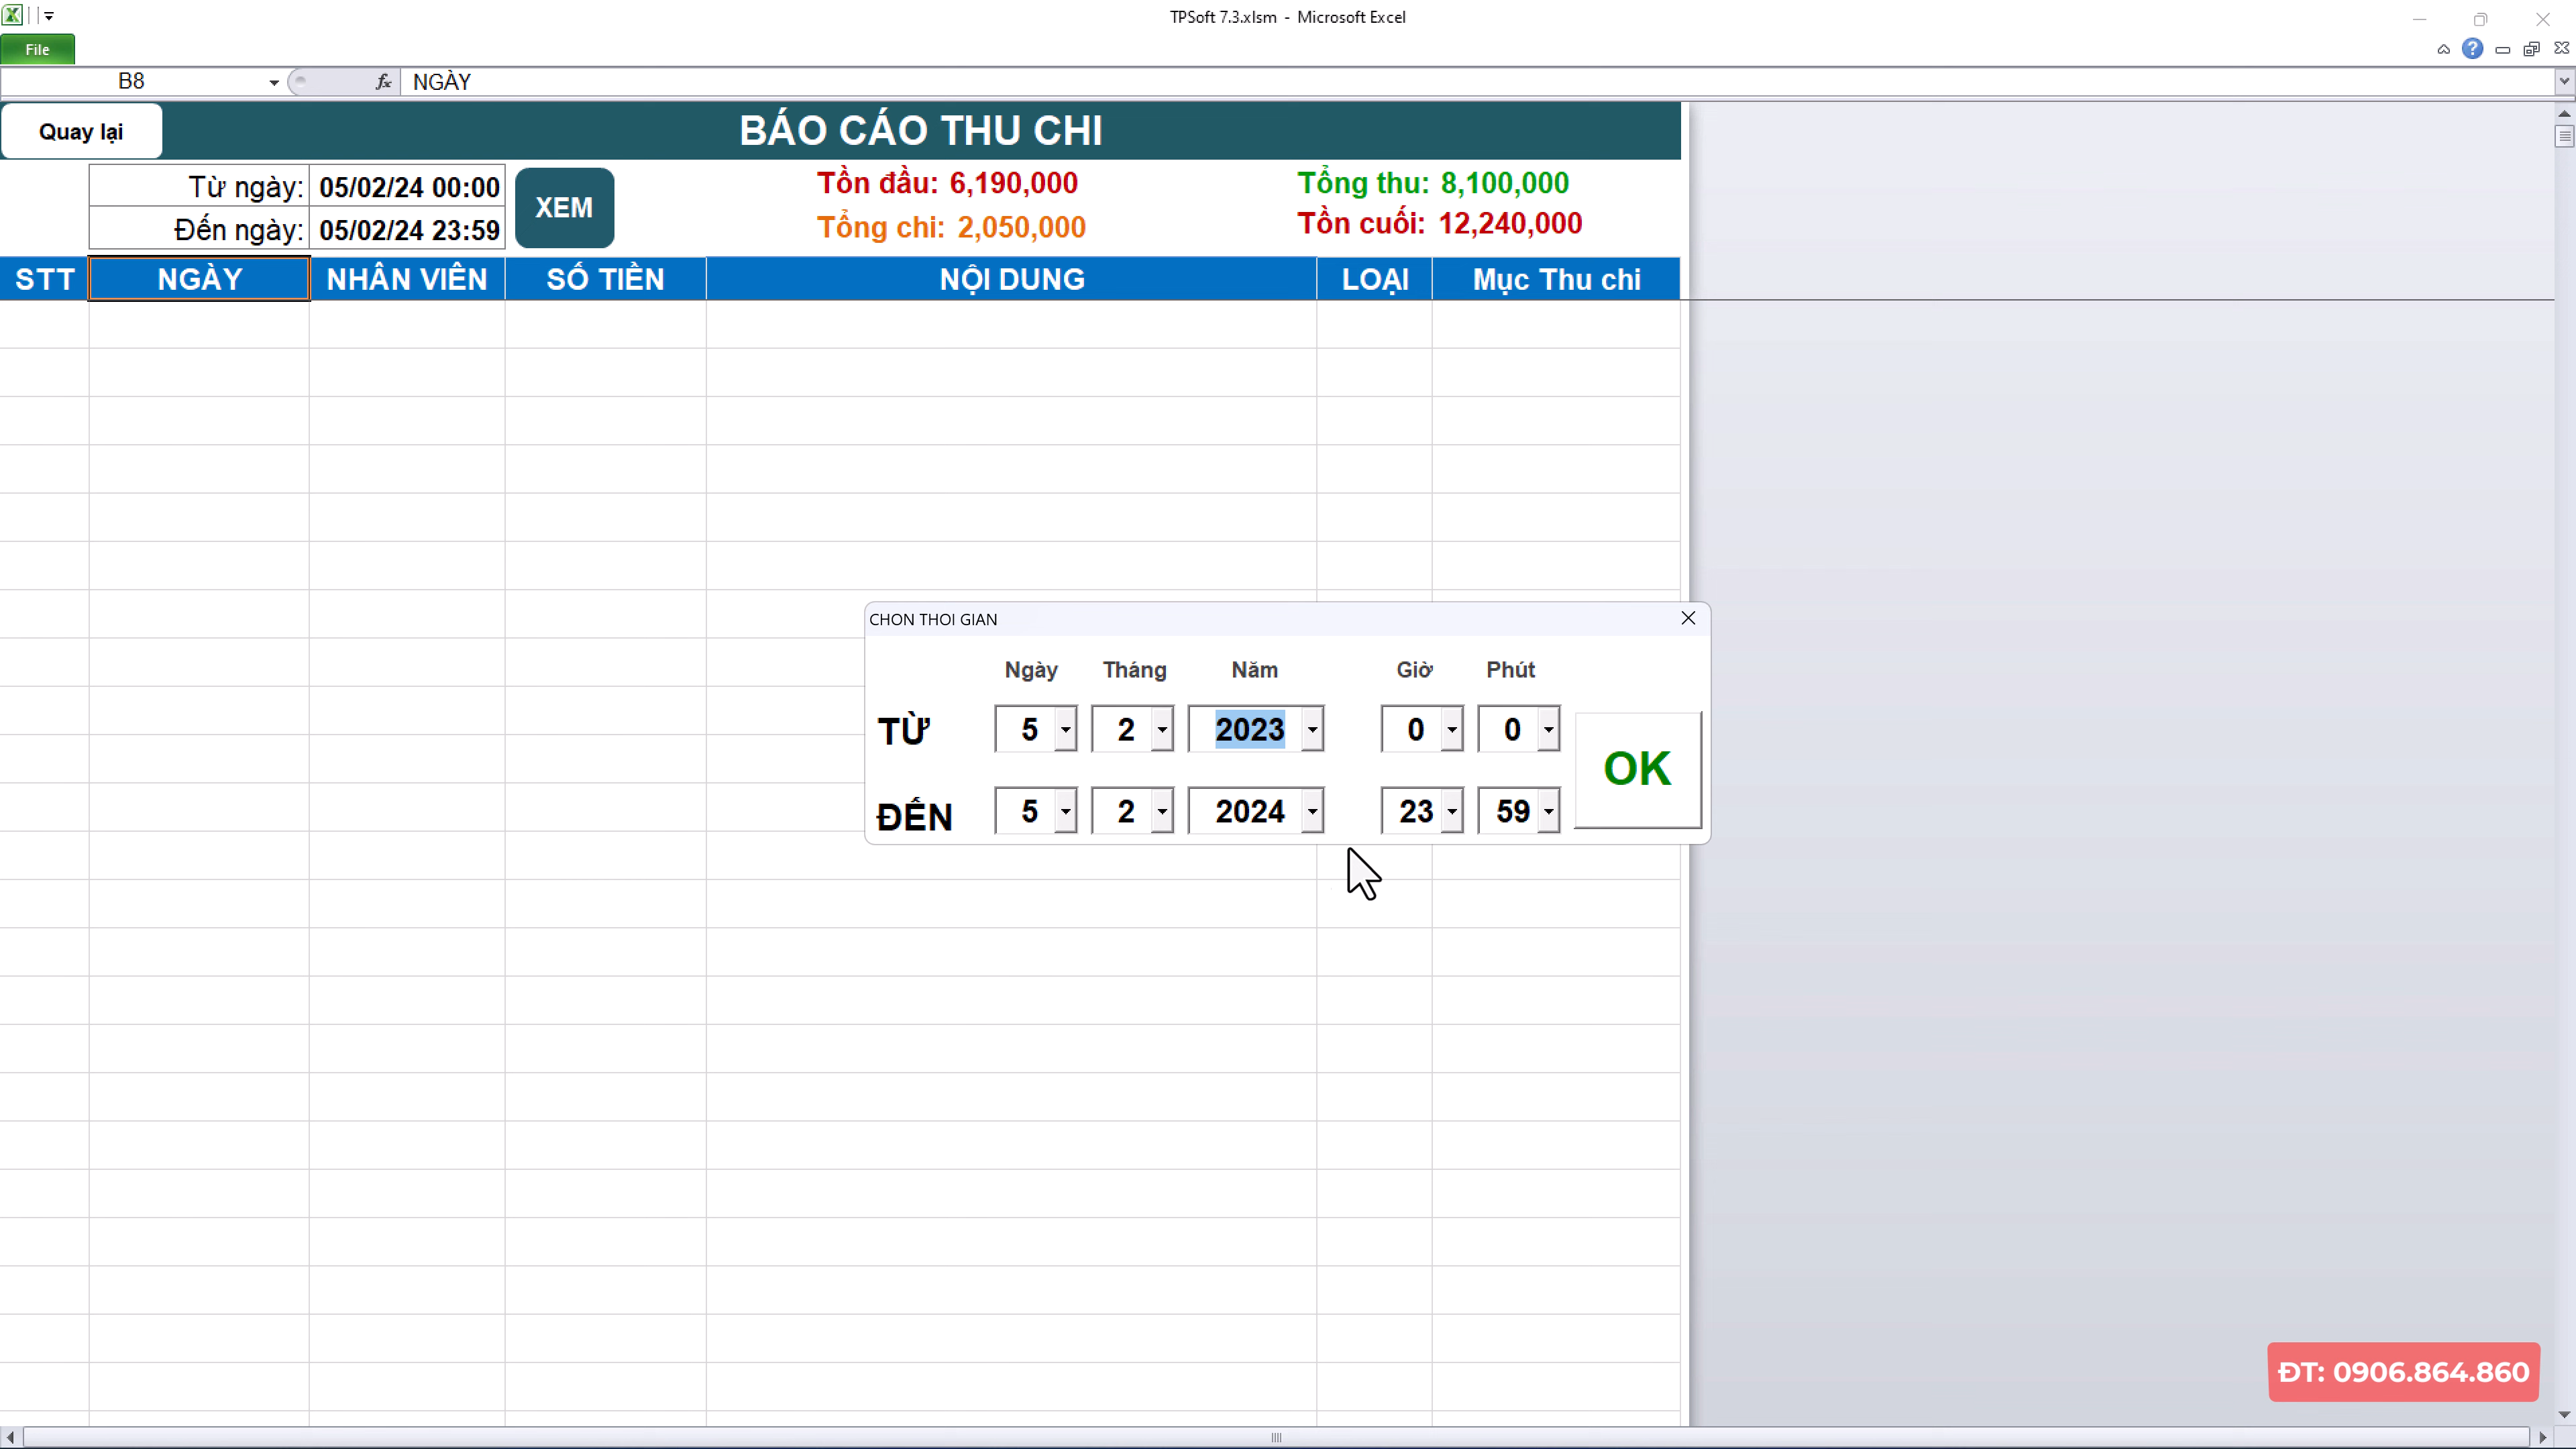 TPSoft 7.3.xlsm - Microsoft Excel
File
B8
fx
NGÀY
Quay lại
BÁO CÁO THU CHI
Từ ngày: 05/02/24 00:00
Đến ngày: 05/02/24 23:59
XEM
Tồn đầu: 6,190,000
Tổng chi: 2,050,000
Tổng thu: 8,100,000
Tồn cuối: 12,240,000
STT NGÀY NHÂN VIÊN SỐ TIỀN NỘI DUNG LOẠI Mục Thu chi
CHON THOI GIAN
Ngày Tháng Năm Giờ Phút
TỪ 5 2 2023 0 0
ĐẾN 5 2 2024 23 59
OK
ĐT: 0906.864.860